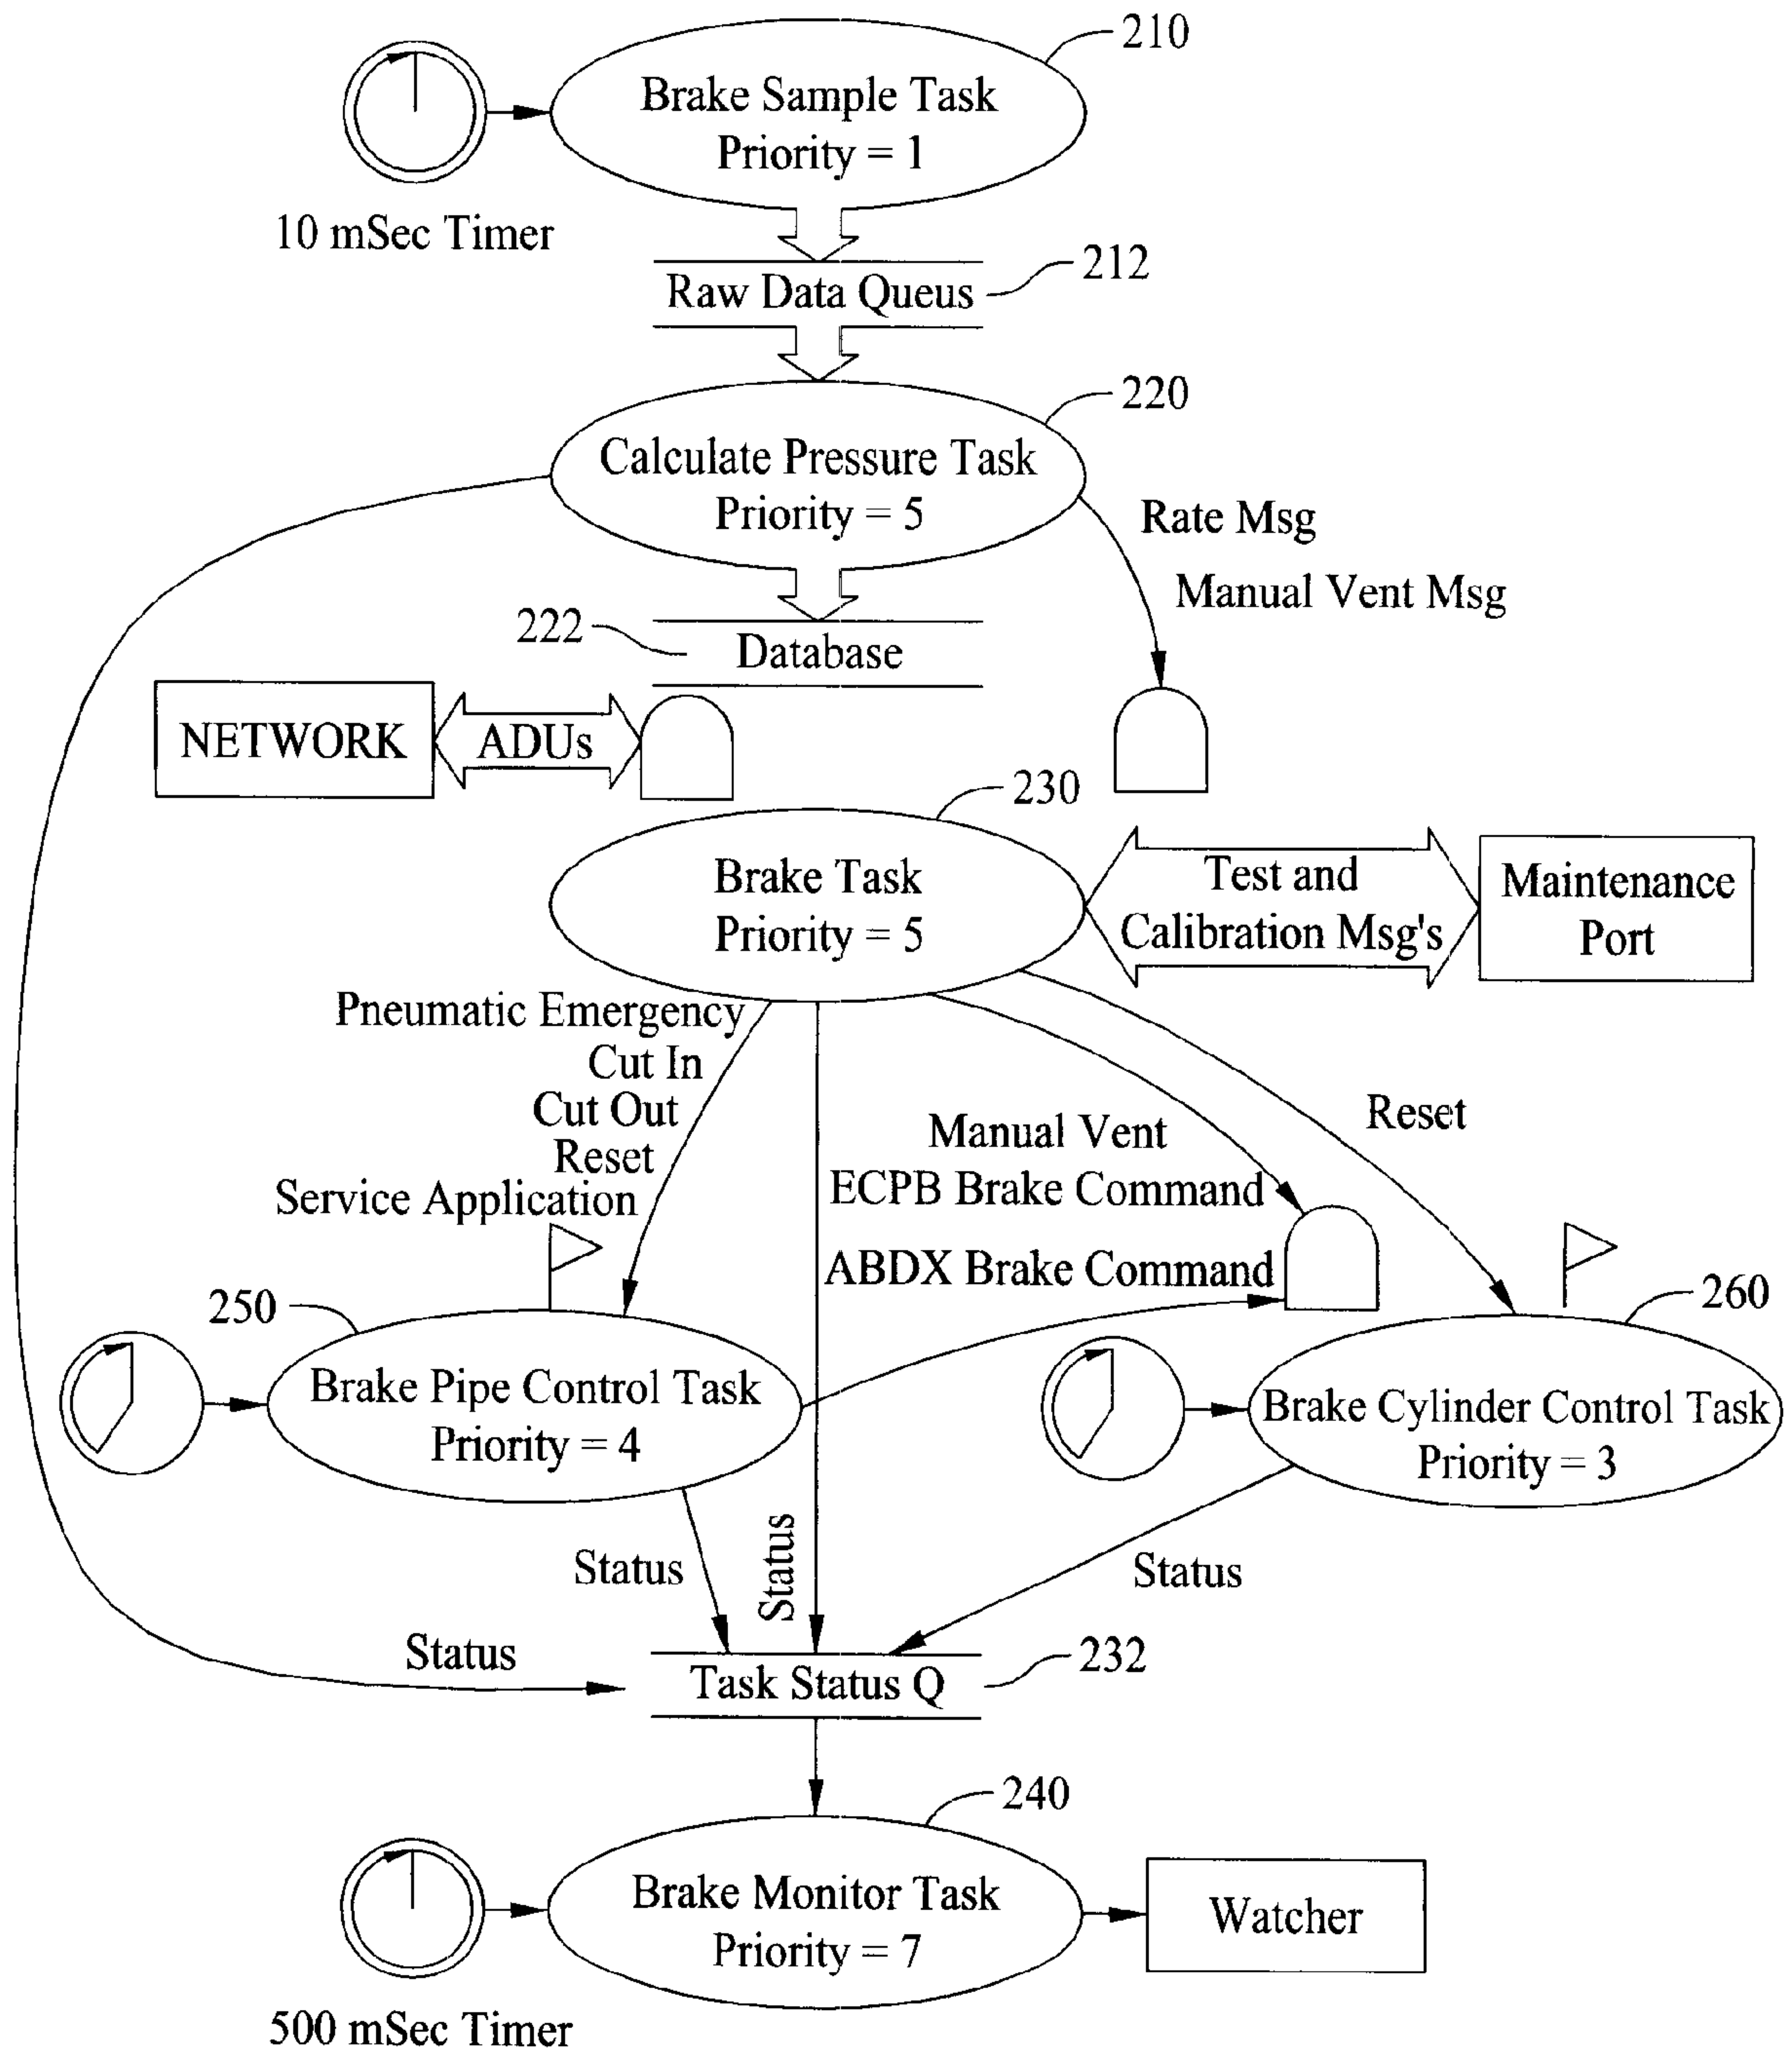 210
Brake Sample Task
Priority = 1
10 mSec Timer
212
Raw Data Queus
220
Calculate Pressure Task
Priority = 5
Rate Msg
Manual Vent Msg
222
Database
NETWORK
ADUs
230
Brake Task
Priority = 5
Test and
Calibration Msg's
Maintenance
Port
Pneumatic Emergency
Cut In
Cut Out
Reset
Service Application
Manual Vent
ECPB Brake Command
ABDX Brake Command
Reset
250
Brake Pipe Control Task
Priority = 4
260
Brake Cylinder Control Task
Priority = 3
Status
Status
Status
Status
232
Task Status Q
240
Brake Monitor Task
Priority = 7
Watcher
500 mSec Timer